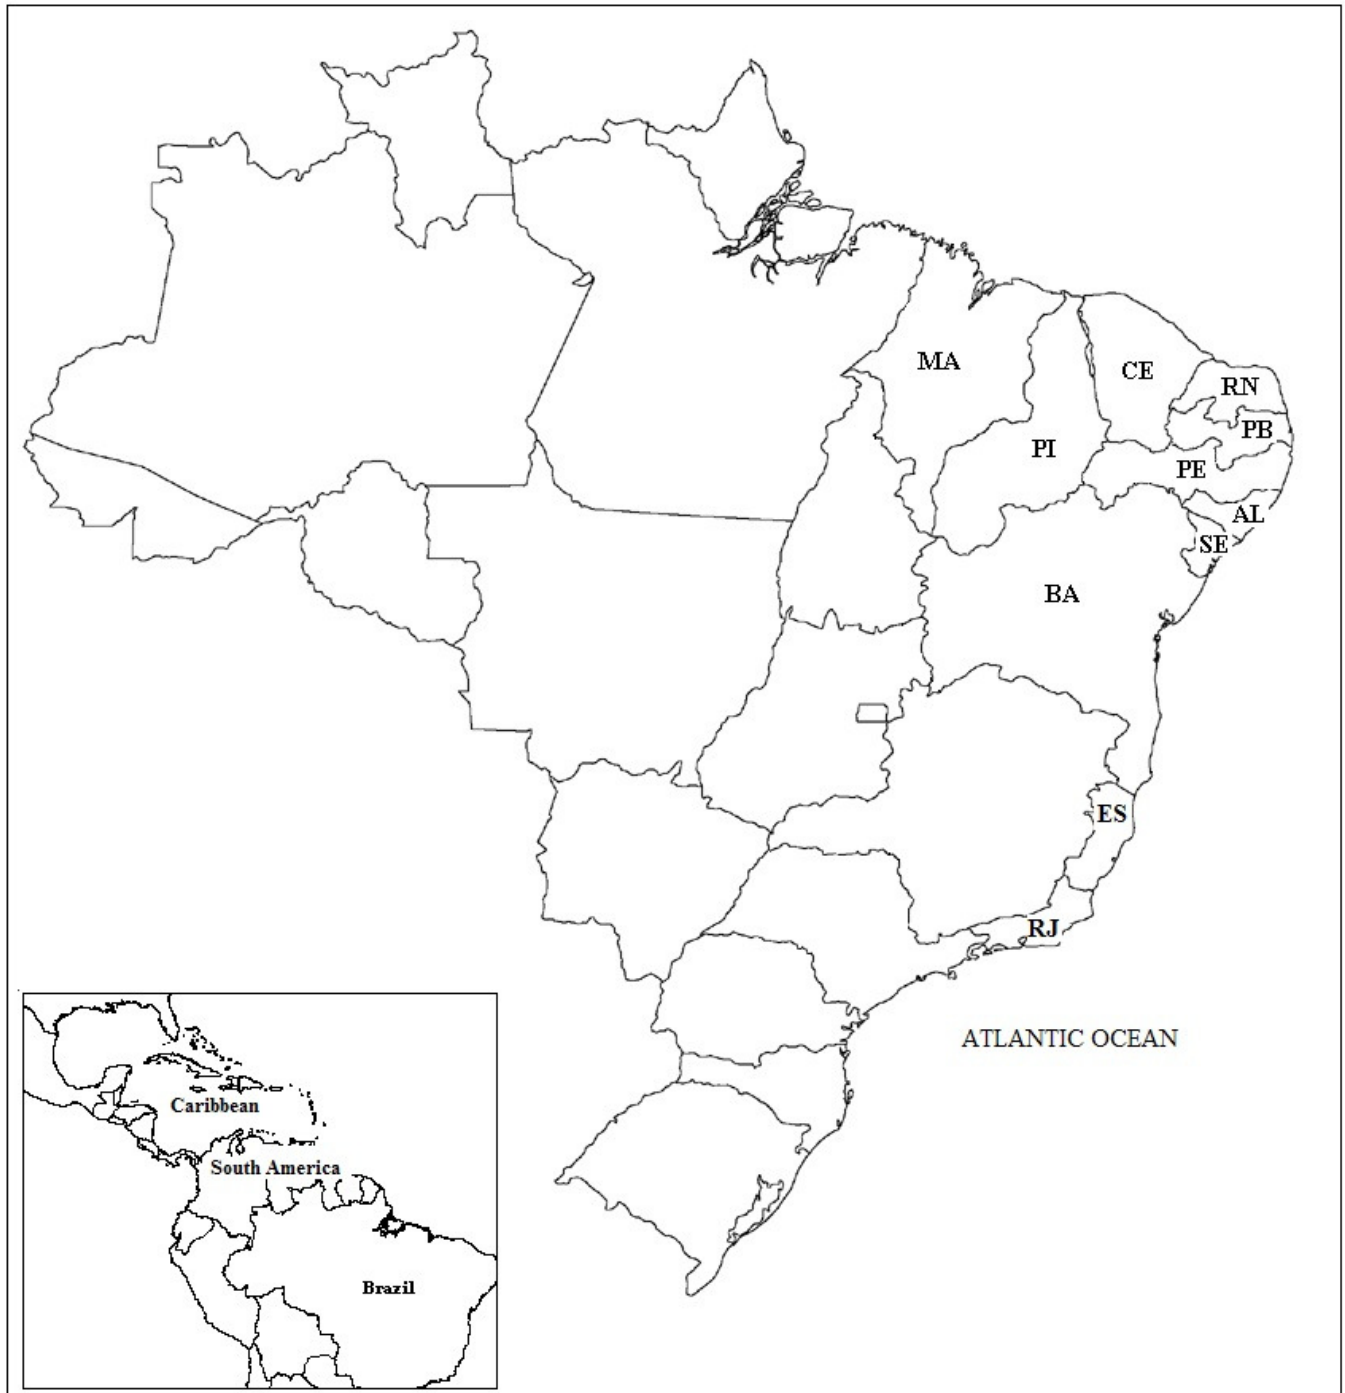 MA
CE
RN
PB
PI
PE
AL
SE
BA
ES
RJ
ATLANTIC OCEAN
Caribbean
South America
Brazil